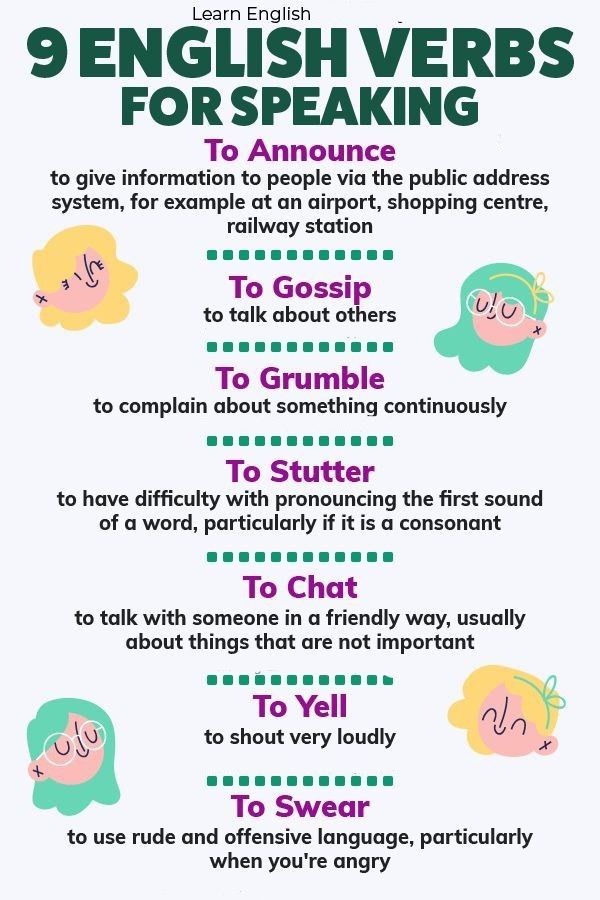 Learn English
9 ENGLISH VERBS
FOR SPEAKING
To Announce
to give information to people via the public address
system, for example at an airport, shopping centre,
railway station
To Gossip
to talk about others
To Grumble
to complain about something continuously
To Stutter
to have difficulty with pronouncing the first sound
of a word, particularly if it is a consonant
To Chat
to talk with someone in a friendly way, usually
about things that are not important
To Yell
to shout very loudly
To Swear
to use rude and offensive language, particularly
when you're angry